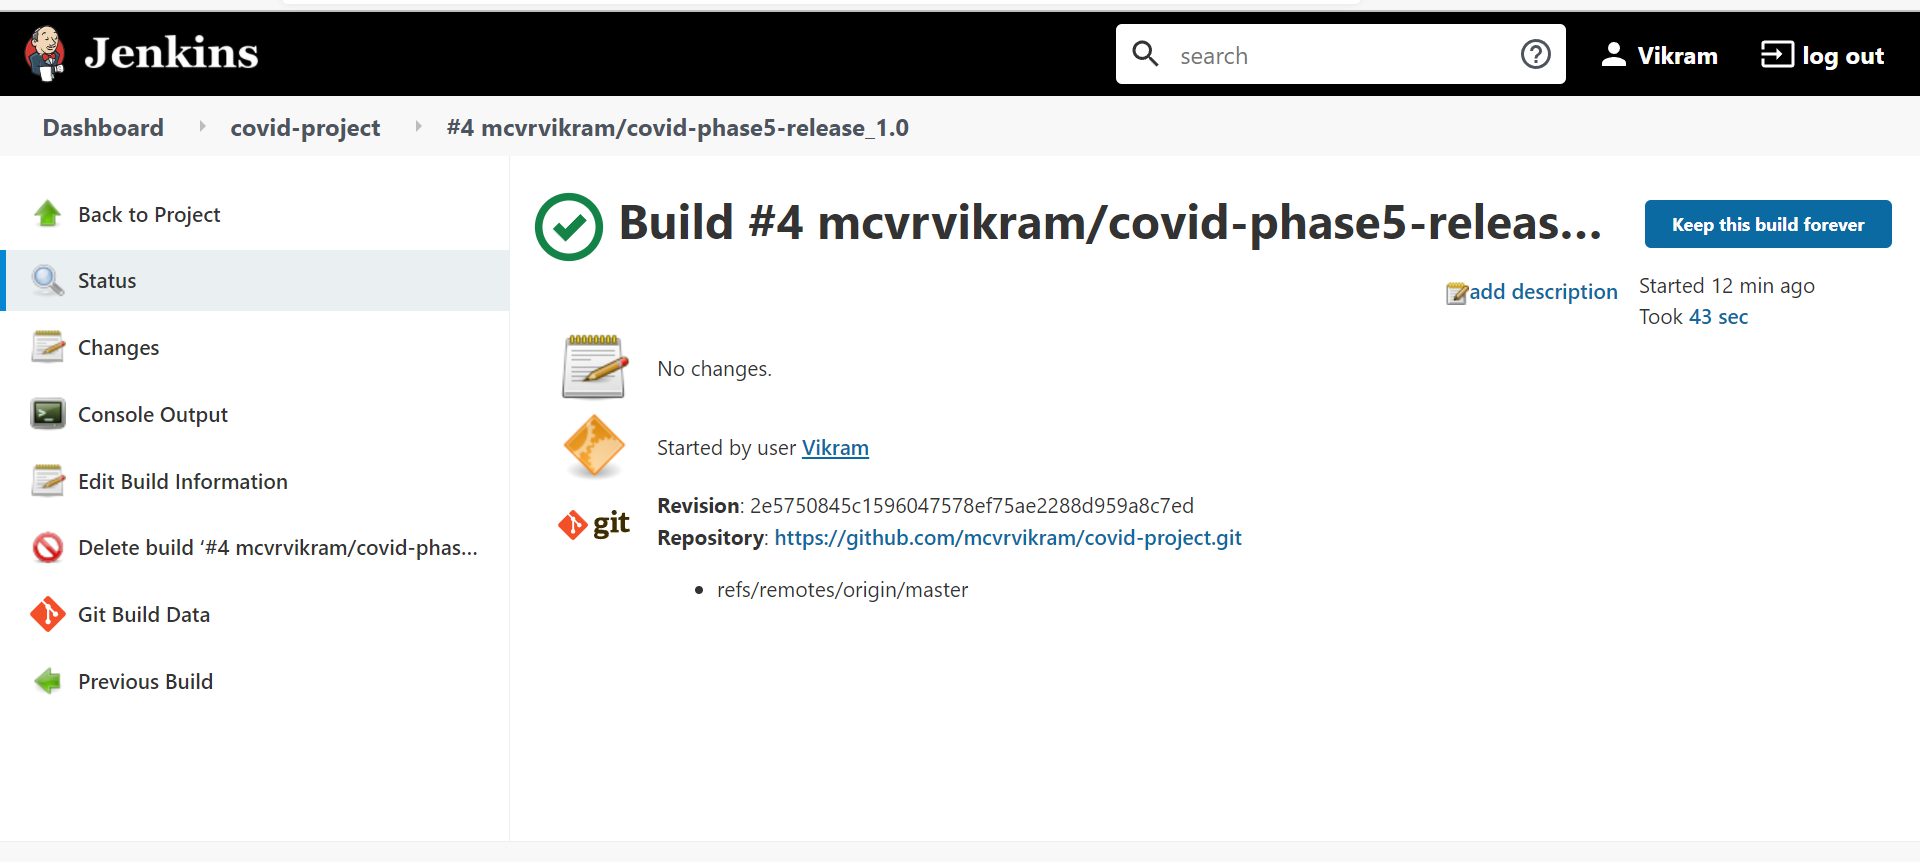 Jenkins
search
Vikram
log out
Dashboard
covid-project
#4 mcvrvikram/covid-phase5-release_1.0
Back to Project
Status
Changes
Console Output
Edit Build Information
Delete build ‘#4 mcvrvikram/covid-phas...
Git Build Data
Previous Build
Build #4 mcvrvikram/covid-phase5-releas...
Keep this build forever
add description
Started 12 min ago
Took 43 sec
No changes.
Started by user Vikram
git
Revision: 2e5750845c1596047578ef75ae2288d959a8c7ed
Repository: https://github.com/mcvrvikram/covid-project.git
• refs/remotes/origin/master